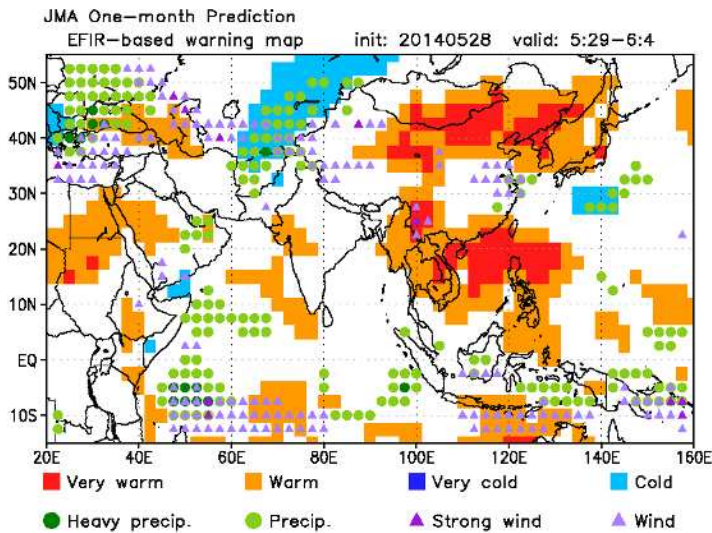 JMA One-month Prediction
EFIR-based warning map init: 20140528 valid: 5:29-6:4
50N
40N
30N
20N
10N
EQ
10S
20E 40E 60E 80E 100E 120E 140E 160E
Very warm Warm Very cold Cold
Heavy precip. Precip. Strong wind Wind